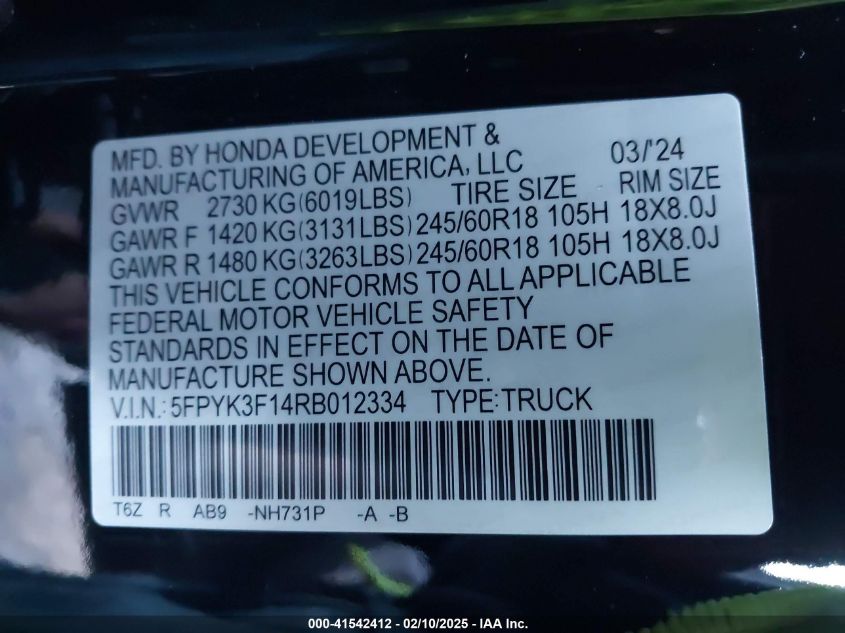 MFD. BY HONDA DEVELOPMENT &
MANUFACTURING OF AMERICA, LLC 03/'24
GVWR 2730 KG(6019LBS) TIRE SIZE RIM SIZE
GAWR F 1420 KG(3131LBS) 245/60R18 105H 18X8.0J
GAWR R 1480 KG(3263LBS) 245/60R18 105H 18X8.0J
THIS VEHICLE CONFORMS TO ALL APPLICABLE
FEDERAL MOTOR VEHICLE SAFETY
STANDARDS IN EFFECT ON THE DATE OF
MANUFACTURE SHOWN ABOVE.
V.I.N.: 5FPYK3F14RB012334 TYPE: TRUCK
T6Z R AB9 -NH731P -A -B
000-41542412 - 02/10/2025 - IAA Inc.